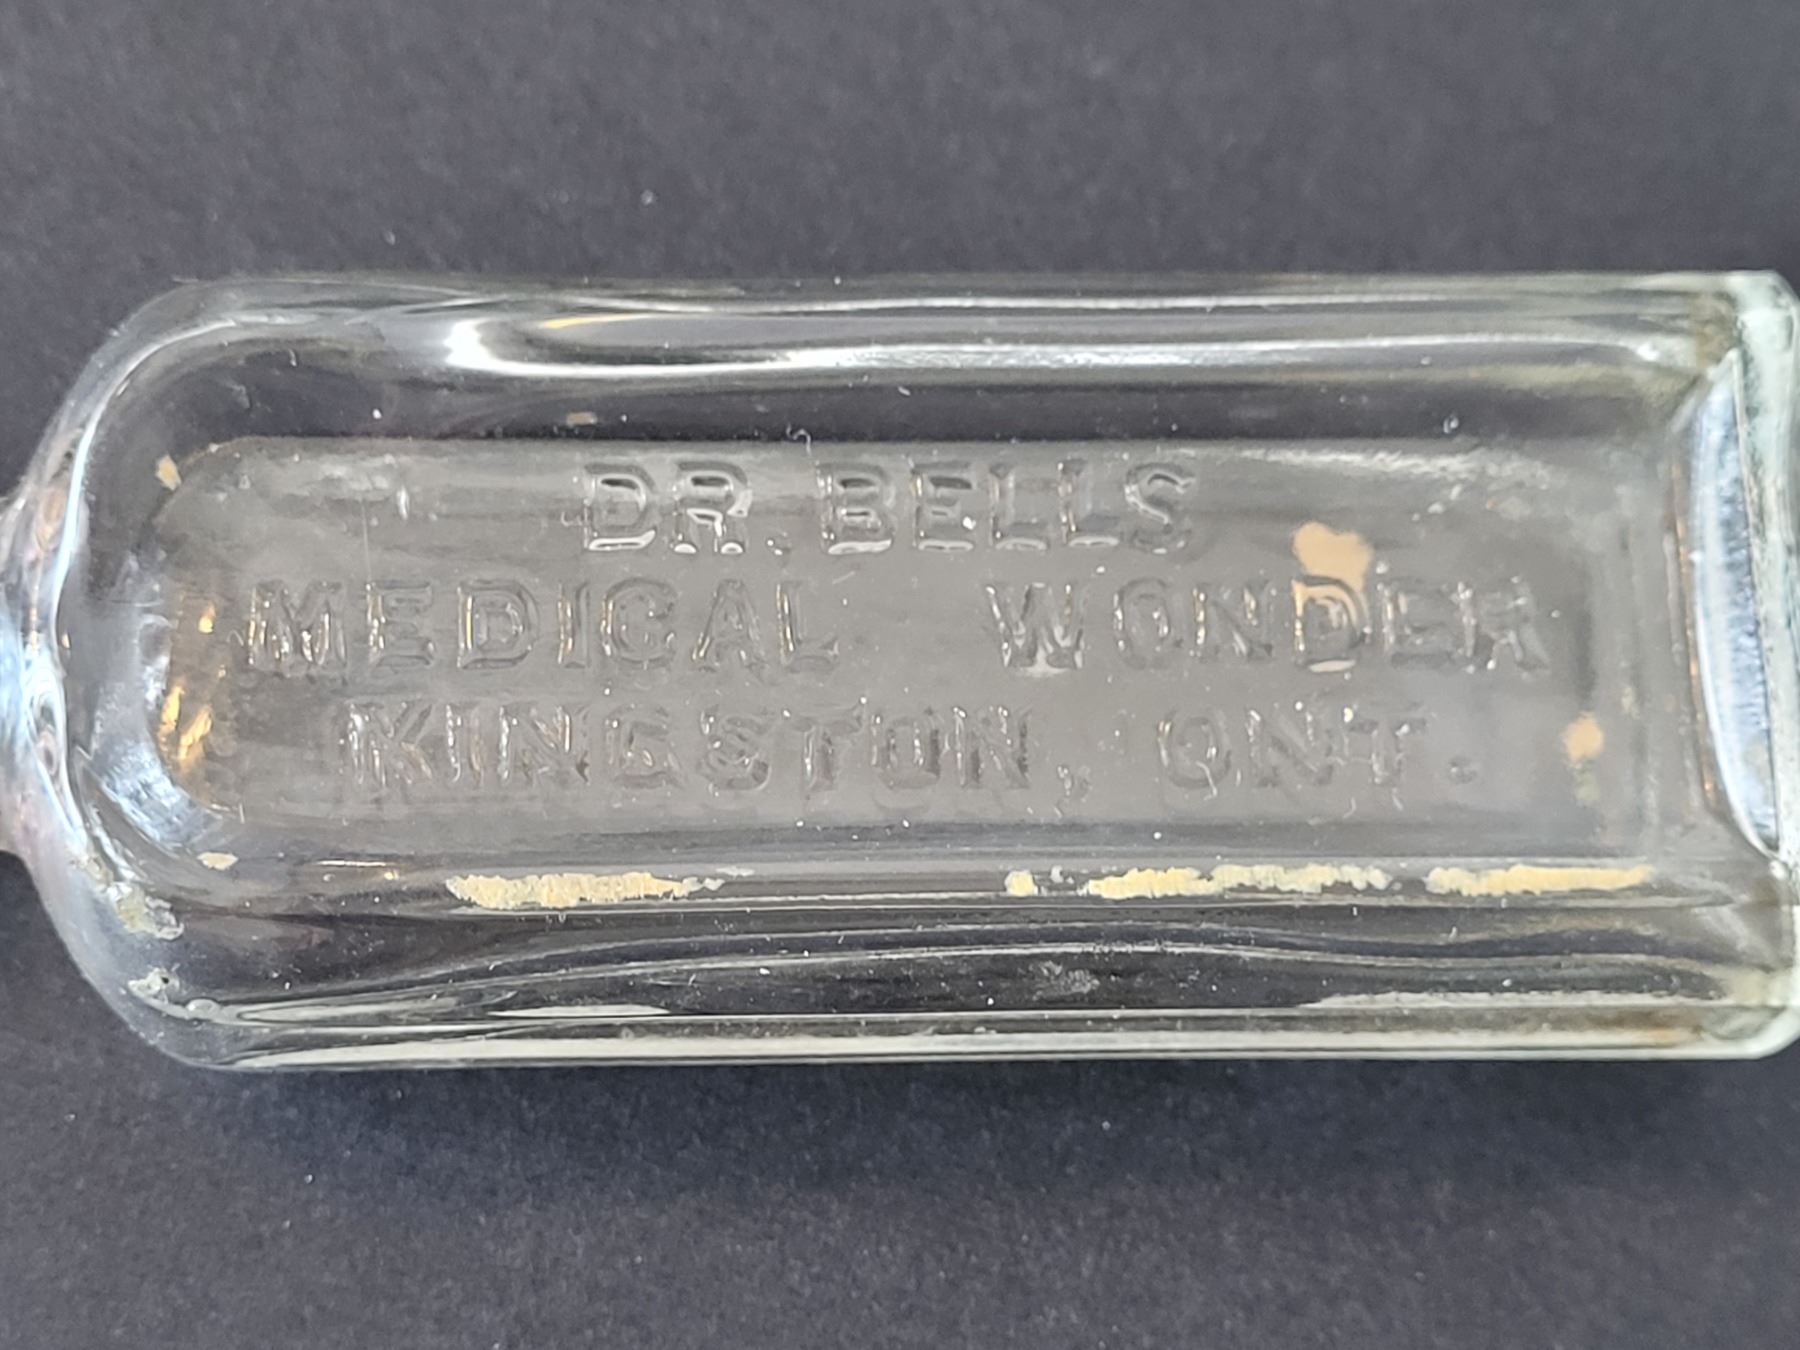 DR. BELLS
MEDICAL WONDER
KINGSTON, ONT.